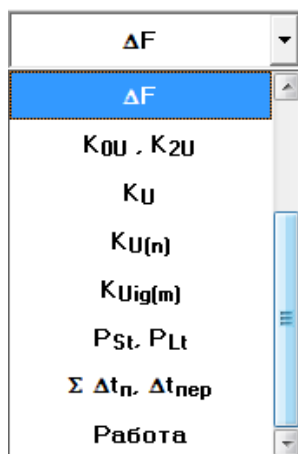 ΔF
ΔF
K0U , K2U
KU
KU(n)
KUig(m)
PSt, PLt
Σ Δtп, Δtпер
Работа